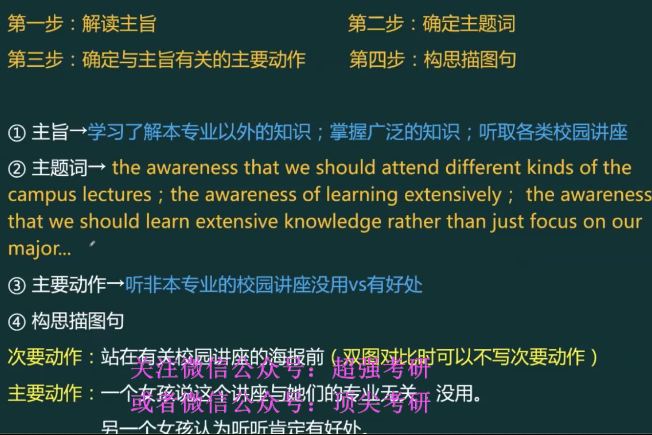 第一步：解读主旨 第二步：确定主题词
第三步：确定与主旨有关的主要动作 第四步：构思描图句
① 主旨→学习了解本专业以外的知识；掌握广泛的知识；听取各类校园讲座
② 主题词→ the awareness that we should attend different kinds of the
campus lectures；the awareness of learning extensively； the awareness
that we should learn extensive knowledge rather than just focus on our
major...
③ 主要动作→听非本专业的校园讲座没用vs有好处
④ 构思描图句
次要动作：站在有关校园讲座的海报前（双图对比时可以不写次要动作）
关注微信公众号：超强考研
主要动作：一个女孩说这个讲座与她们的专业无关，没用。
或者微信公众号：顶尖考研
另一个女孩认为听听肯定有好处。